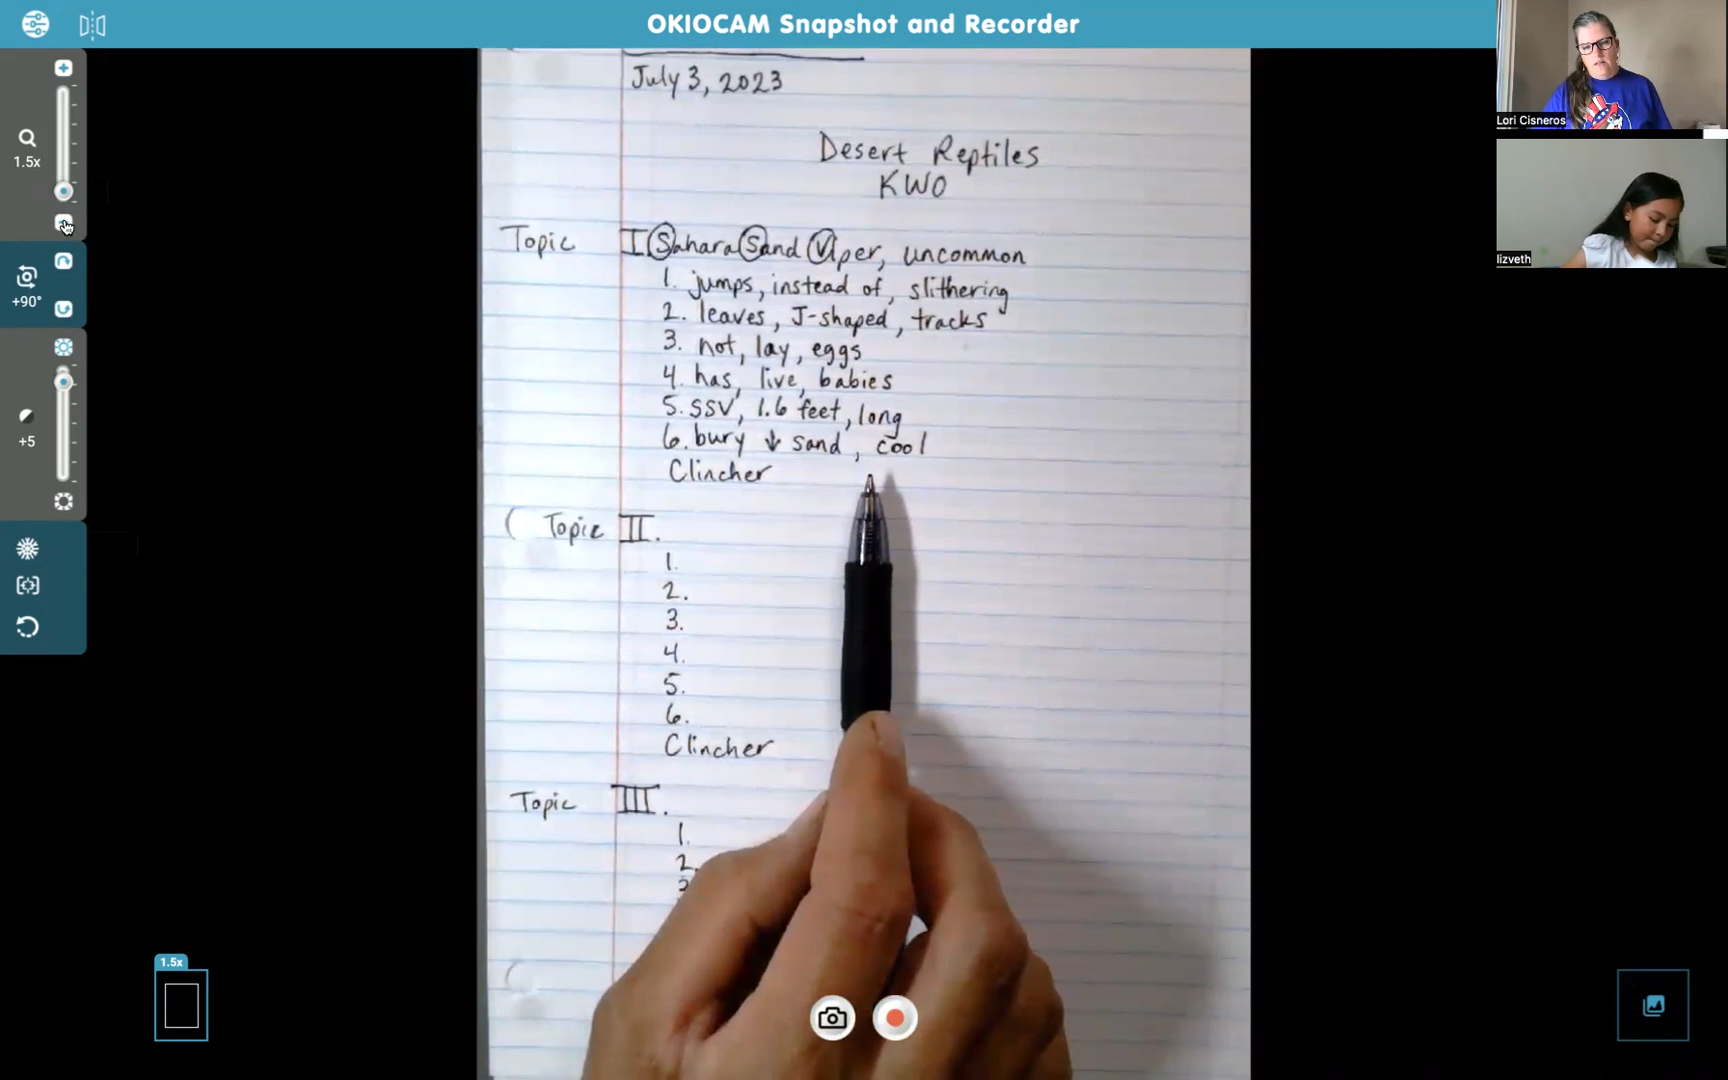 OKIOCAM Snapshot and Recorder
Lori Cisneros
lizveth
1.5x
+90°
+5
1.5x
July 3, 2023
Desert Reptiles
KWO
Topic I Sahara Sand Viper, uncommon
1. jumps, instead of, slithering
2. leaves, J-shaped, tracks
3. not, lay, eggs
4. has, live, babies
5. SSV, 1.6 feet, long
6. bury ↓ sand, cool
Clincher
Topic II.
1.
2.
3.
4.
5.
6.
Clincher
Topic III.
1.
2.
3